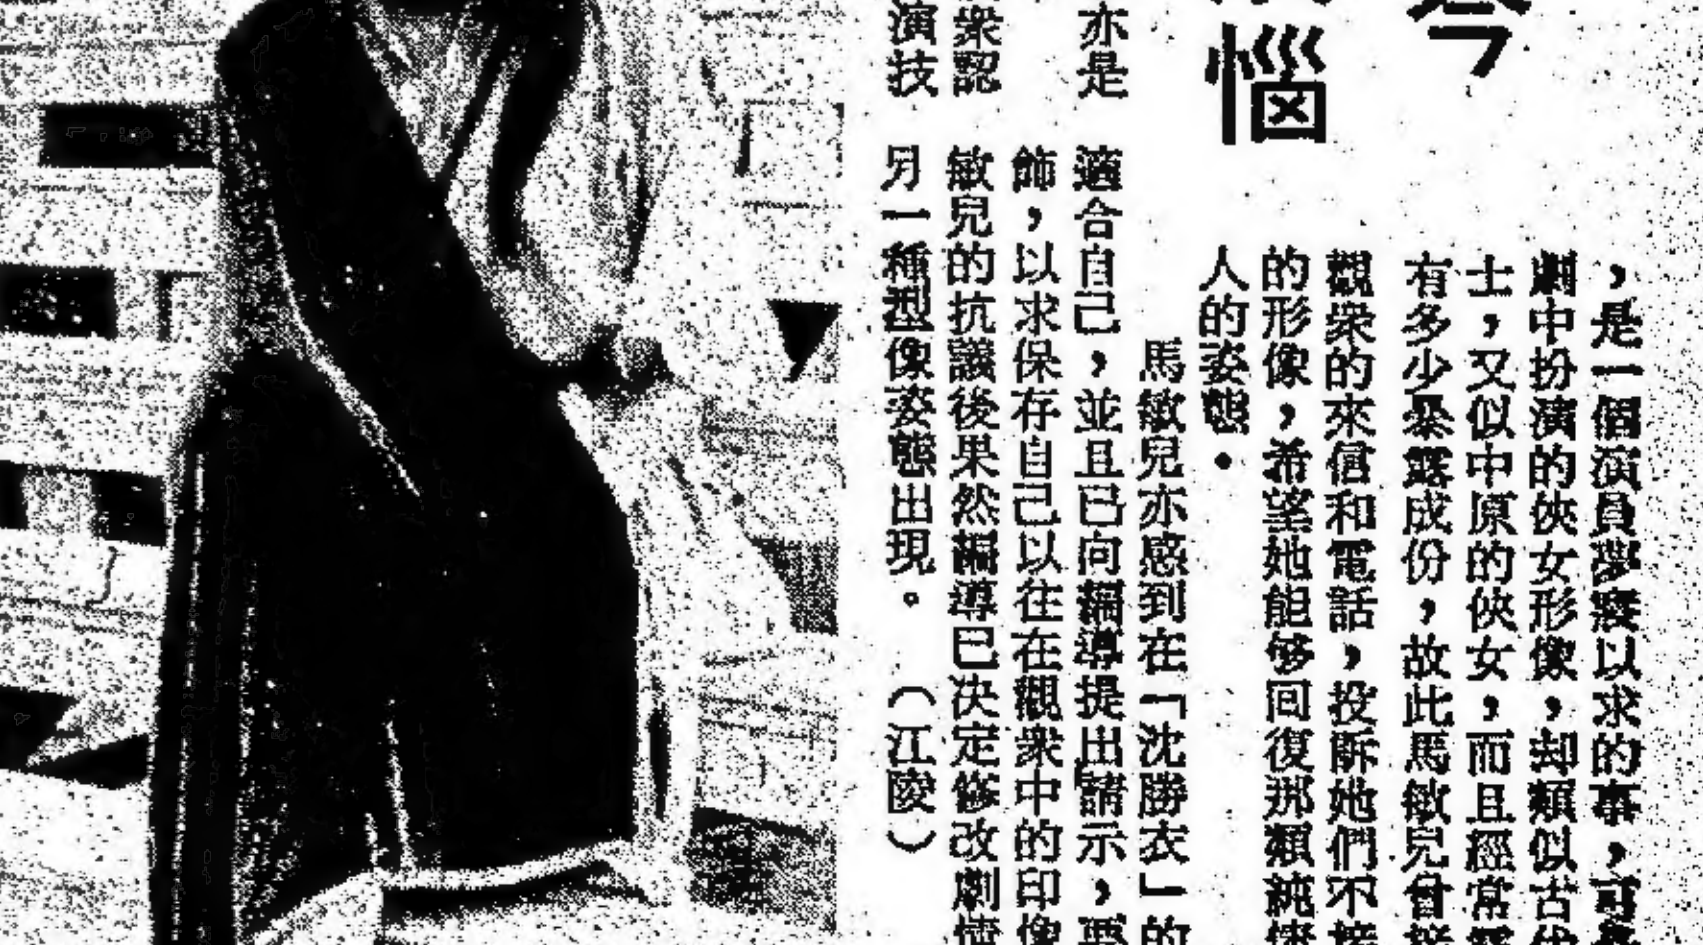 惱
，是一個演員夢寐以求的事，可
劇中扮演的俠女形像，却類似古
士，又似中原的俠女，而且經常
有多少暴露成份，故此馬敏兒曾
觀衆的來信和電話，投訴她們不
的形像，希望她能够回復那類純
人的姿態。
馬敏兒亦感到在「沈勝衣」的
亦是
適合自己，並且已向編導提出請示，要
飾，以求保存自己以往在觀衆中的印像
衆認
敏兒的抗議後果然編導已決定修改劇情
演技
另一種型像姿態出現。（江陵）